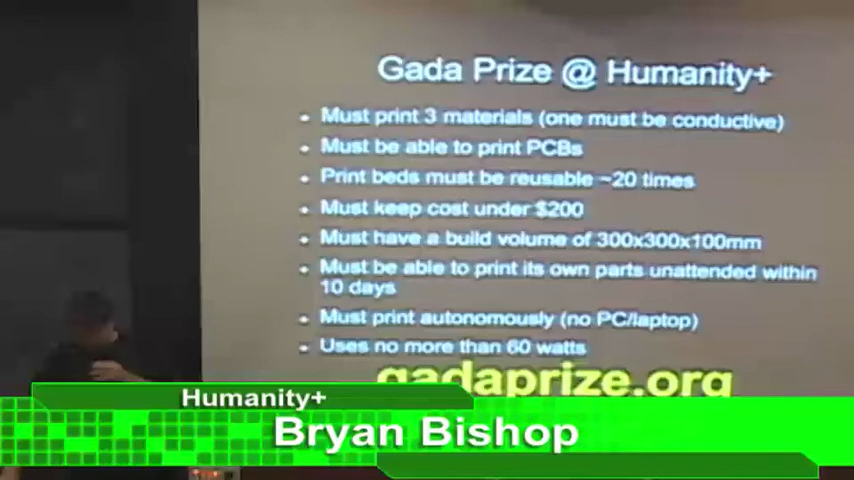 Gada Prize @ Humanity+
• Must print 3 materials (one must be conductive)
• Must be able to print PCBs
• Print beds must be reusable ~20 times
• Must keep cost under $200
• Must have a build volume of 300x300x100mm
• Must be able to print its own parts unattended within
10 days
• Must print autonomously (no PC/laptop)
• Uses no more than 60 watts
gadaprize.org
Humanity+
Bryan Bishop